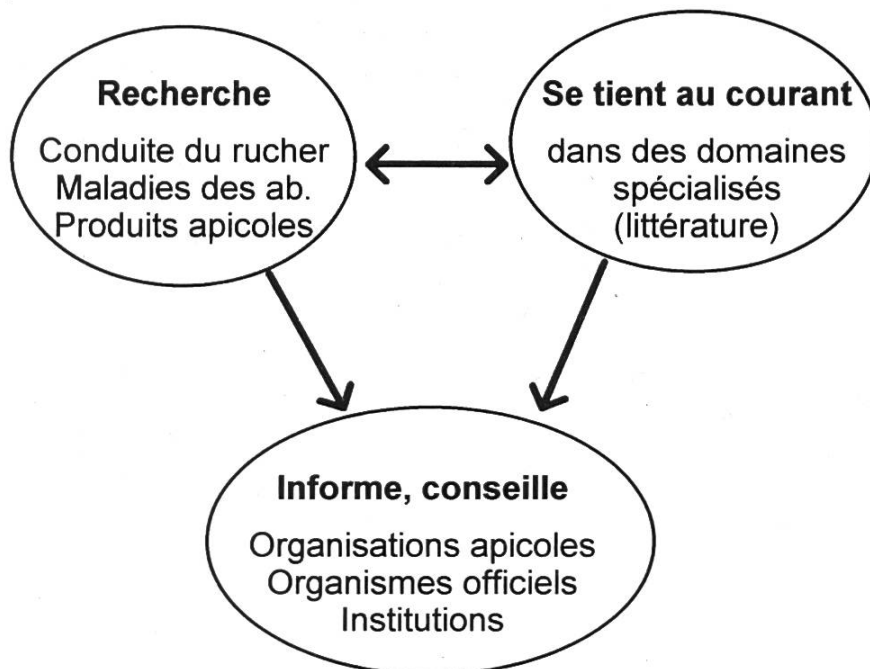 Recherche
Conduite du rucher
Maladies des ab.
Produits apicoles
Se tient au courant
dans des domaines
spécialisés
(littérature)
Informe, conseille
Organisations apicoles
Organismes officiels
Institutions